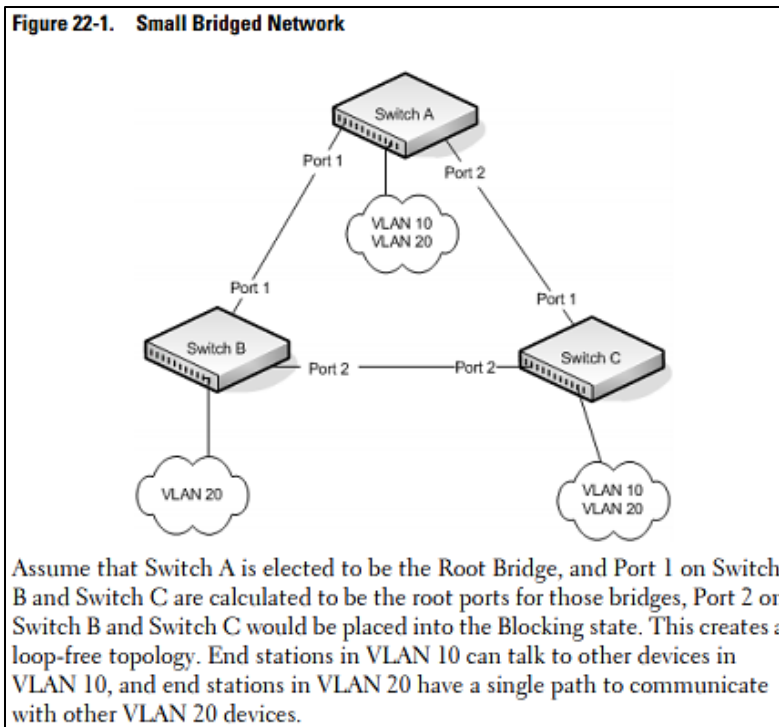 Figure 22-1. Small Bridged Network
Switch A
Port 1
Port 2
VLAN 10
VLAN 20
Port 1
Port 1
Switch B
Port 2
Port 2
Switch C
VLAN 20
VLAN 10
VLAN 20
Assume that Switch A is elected to be the Root Bridge, and Port 1 on Switch
B and Switch C are calculated to be the root ports for those bridges, Port 2 on
Switch B and Switch C would be placed into the Blocking state. This creates a
loop-free topology. End stations in VLAN 10 can talk to other devices in
VLAN 10, and end stations in VLAN 20 have a single path to communicate
with other VLAN 20 devices.